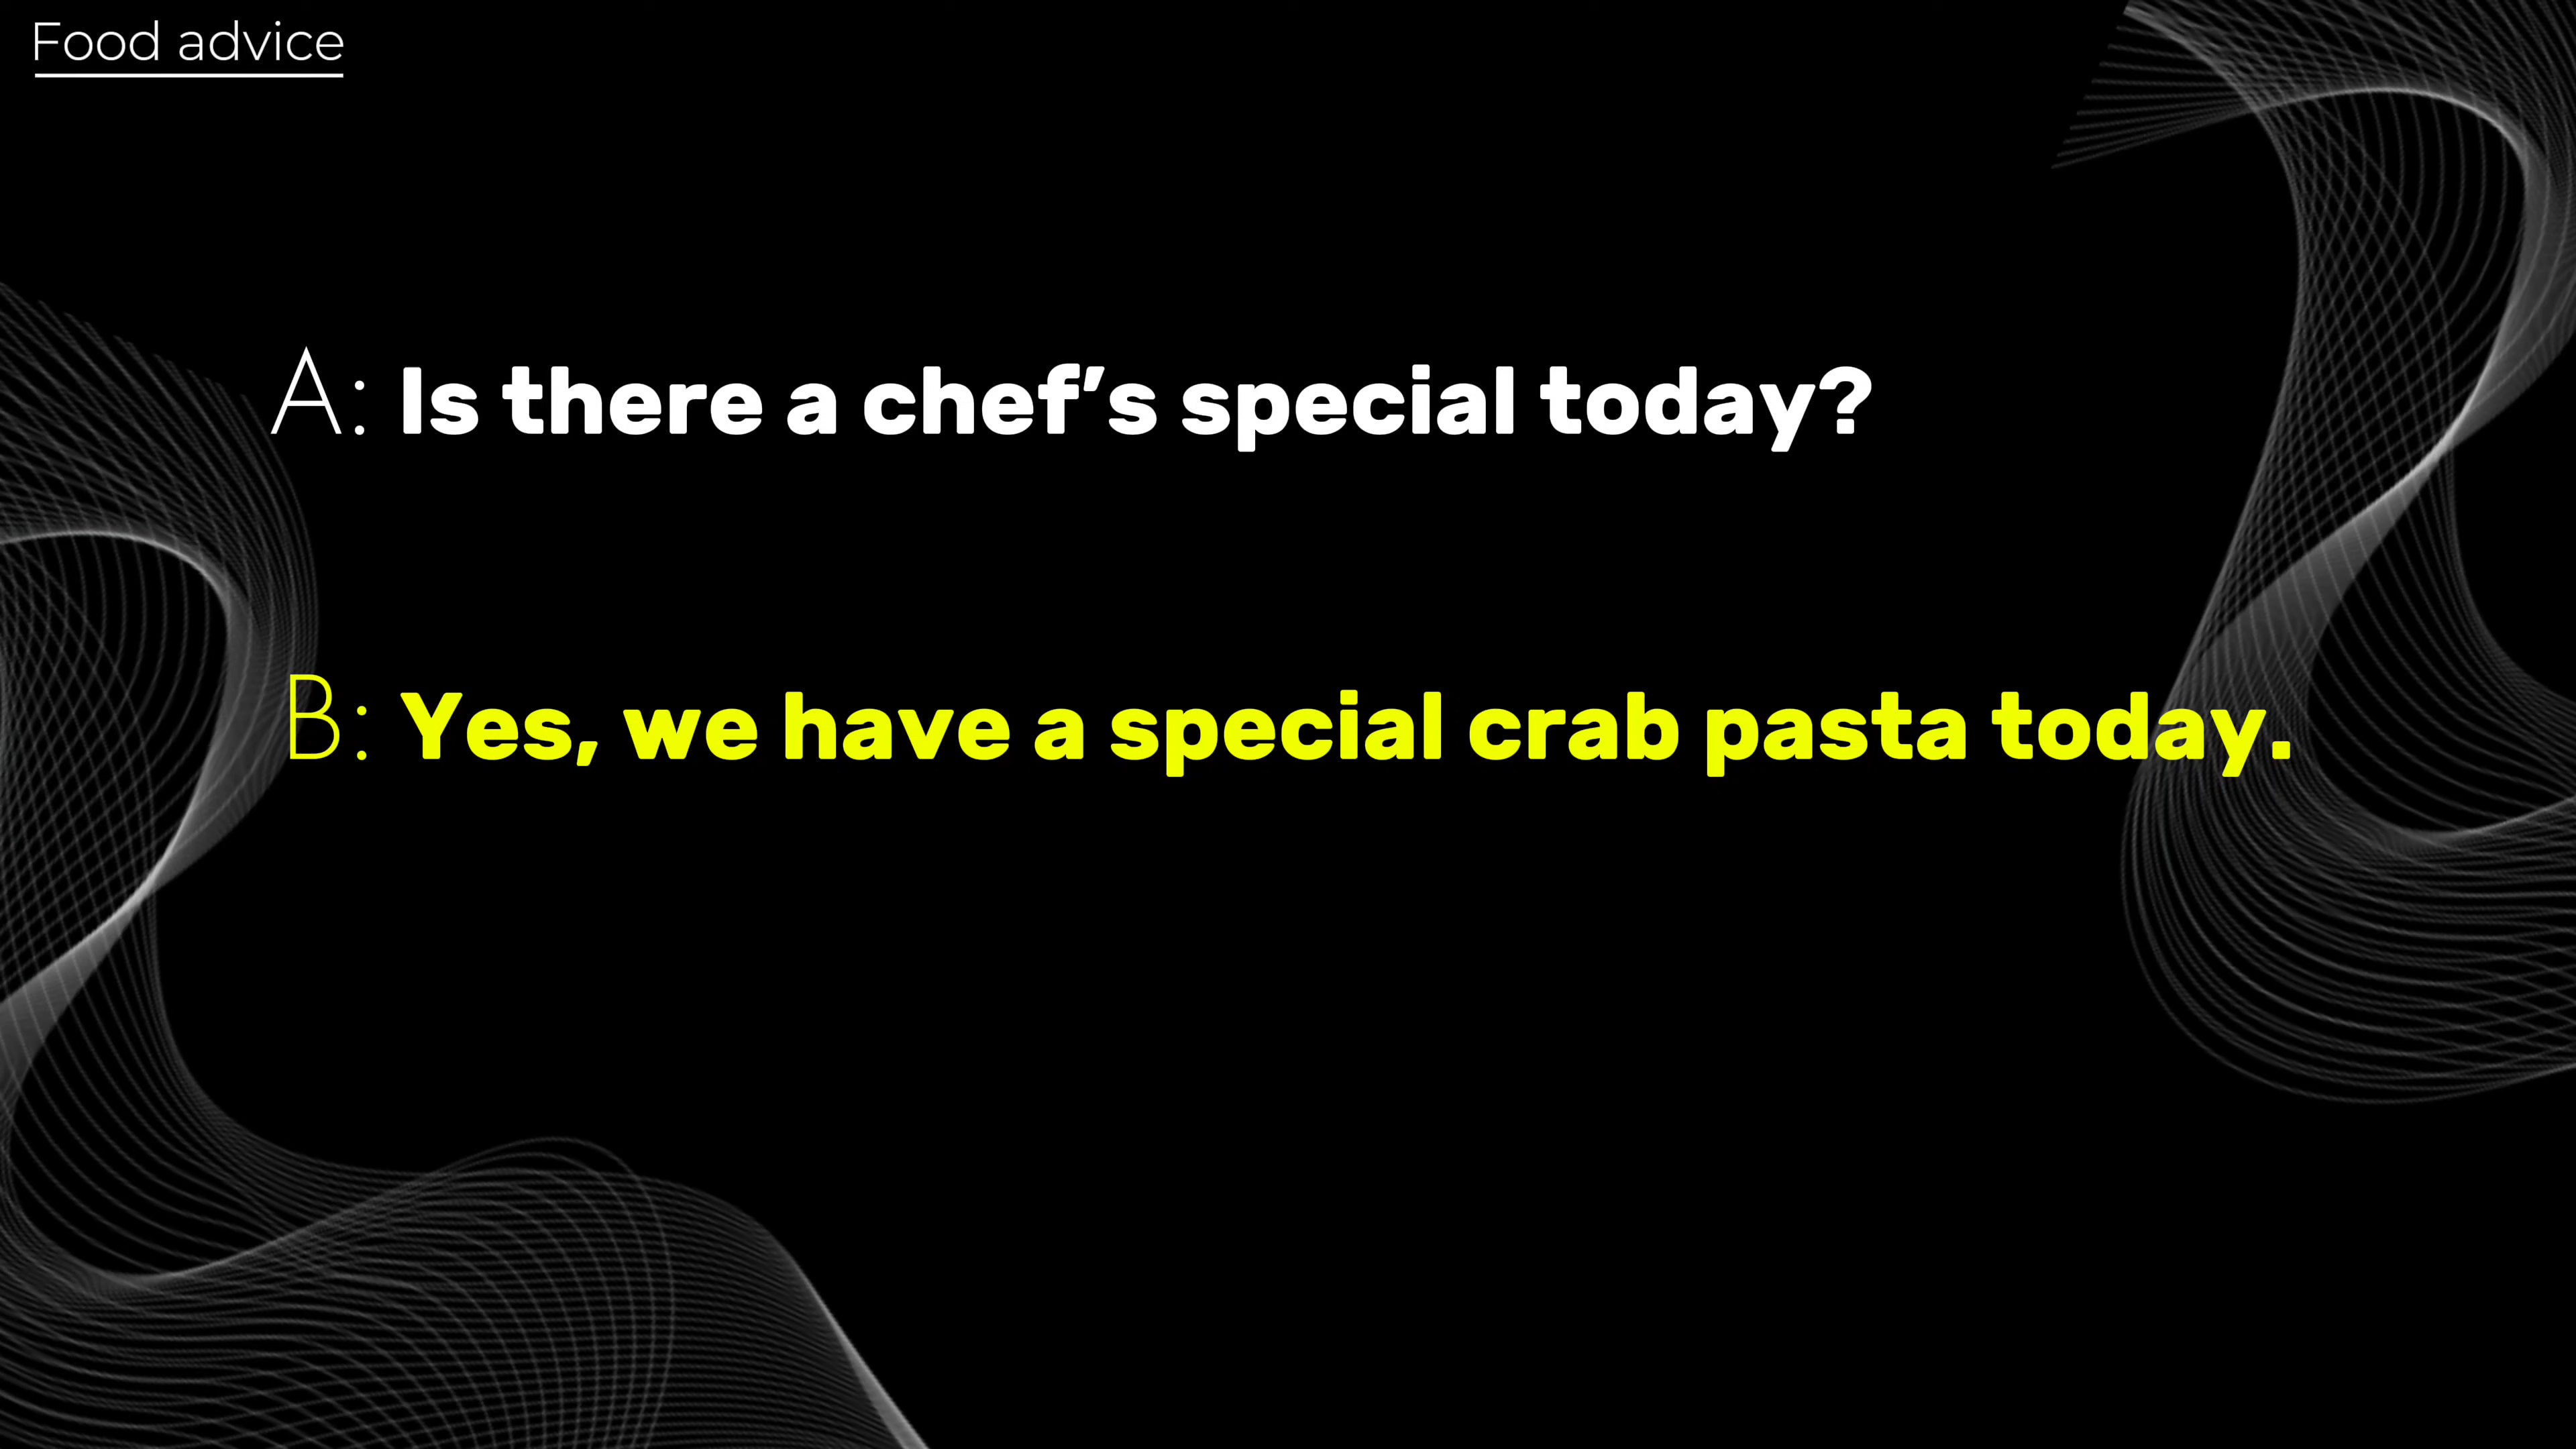 Food advice
A: Is there a chef’s special today?
B: Yes, we have a special crab pasta today.